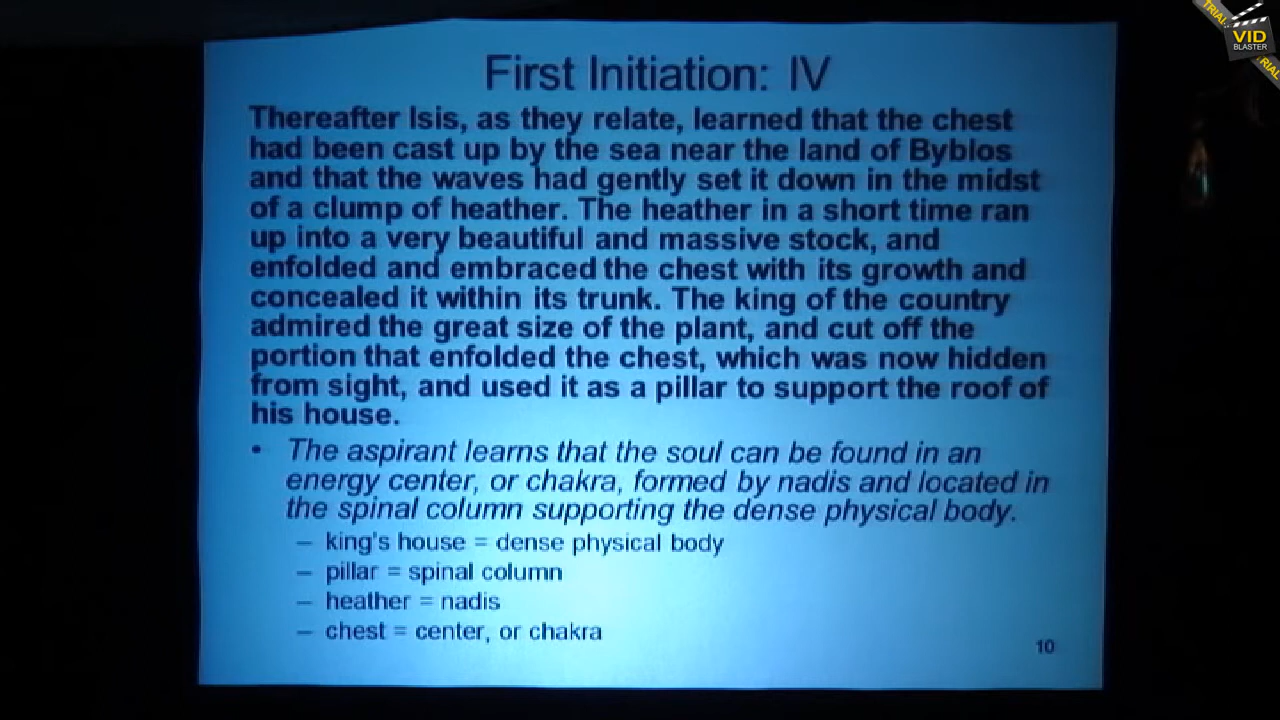 First Initiation: IV
Thereafter Isis, as they relate, learned that the chest
had been cast up by the sea near the land of Byblos
and that the waves had gently set it down in the midst
of a clump of heather. The heather in a short time ran
up into a very beautiful and massive stock, and
enfolded and embraced the chest with its growth and
concealed it within its trunk. The king of the country
admired the great size of the plant, and cut off the
portion that enfolded the chest, which was now hidden
from sight, and used it as a pillar to support the roof of
his house.
• The aspirant learns that the soul can be found in an
energy center, or chakra, formed by nadis and located in
the spinal column supporting the dense physical body.
– king's house = dense physical body
– pillar = spinal column
– heather = nadis
– chest = center, or chakra
10
TRIAL
VID
BLASTER
TRIAL